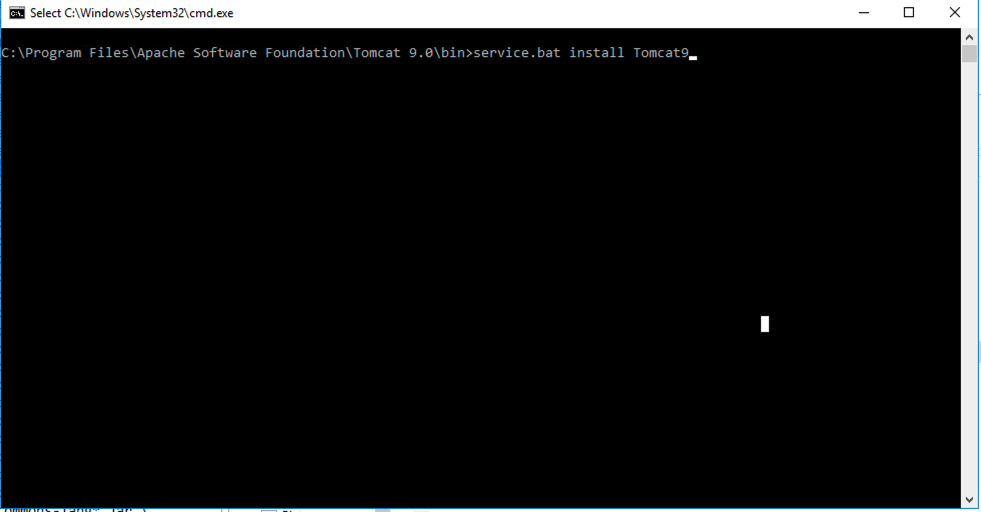 Select C:\Windows\System32\cmd.exe
C:\Program Files\Apache Software Foundation\Tomcat 9.0\bin>service.bat install Tomcat9